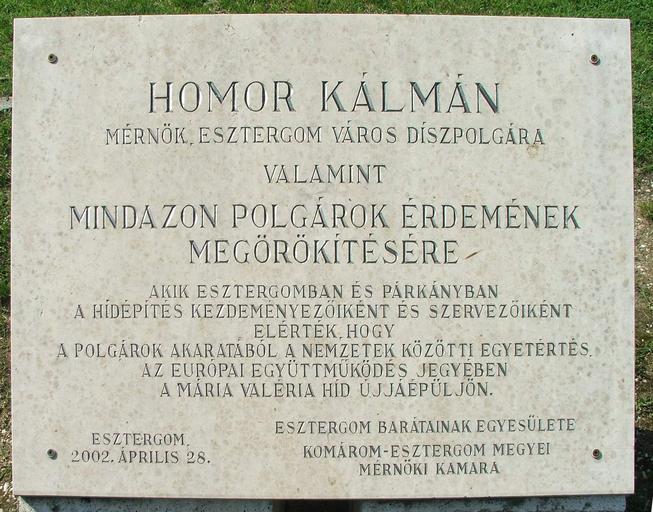 HOMOR KÁLMÁN
MÉRNÖK, ESZTERGOM VÁROS DÍSZPOLGÁRA
VALAMINT
MINDAZON POLGÁROK ÉRDEMÉNEK
MEGÖRÖKÍTÉSÉRE
AKIK ESZTERGOMBAN ÉS PÁRKÁNYBAN
A HÍDÉPÍTÉS KEZDEMÉNYEZŐIKÉNT ÉS SZERVEZŐIKÉNT
ELÉRTÉK, HOGY
A POLGÁROK AKARATÁBÓL A NEMZETEK KÖZÖTTI EGYETÉRTÉS,
AZ EURÓPAI EGYÜTTMŰKÖDÉS JEGYÉBEN
A MÁRIA VALÉRIA HÍD ÚJJÁÉPÜLJÖN.
ESZTERGOM,
2002. ÁPRILIS 28.
ESZTERGOM BARÁTAINAK EGYESÜLETE
KOMÁROM-ESZTERGOM MEGYEI
MÉRNÖKI KAMARA